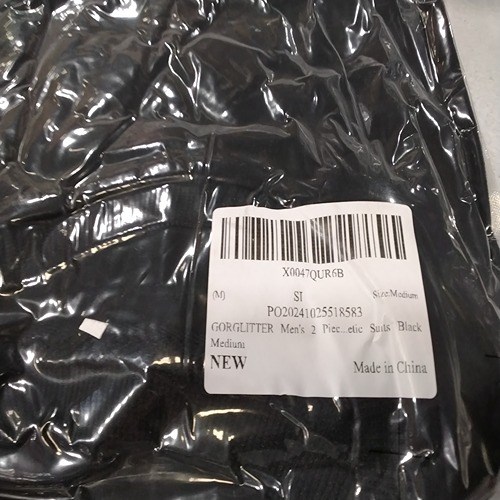 X0047QUR6B
(M) SI Size:Medium
PO20241025518583
GORGLITTER Men's 2 Piec...etic Suits Black
Medium
NEW Made in China